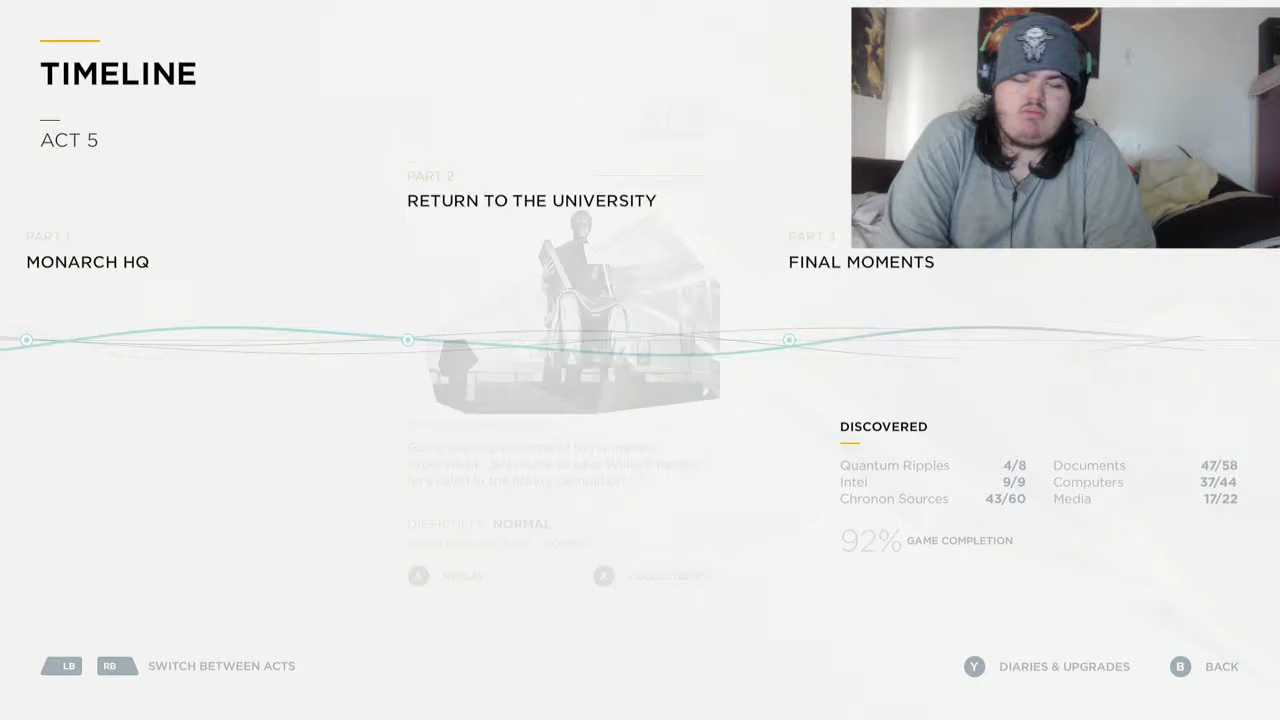 TIMELINE
ACT 5
PART 2
RETURN TO THE UNIVERSITY
PART 1
MONARCH HQ
PART 3
FINAL MOMENTS
DISCOVERED
Quantum Ripples 4/8 Documents 47/58
Intel 9/9 Computers 37/44
Chronon Sources 43/60 Media 17/22
92% GAME COMPLETION
DIFFICULTY: NORMAL
A REPLAY X COLLECTIBLES
LB RB SWITCH BETWEEN ACTS
Y DIARIES & UPGRADES B BACK